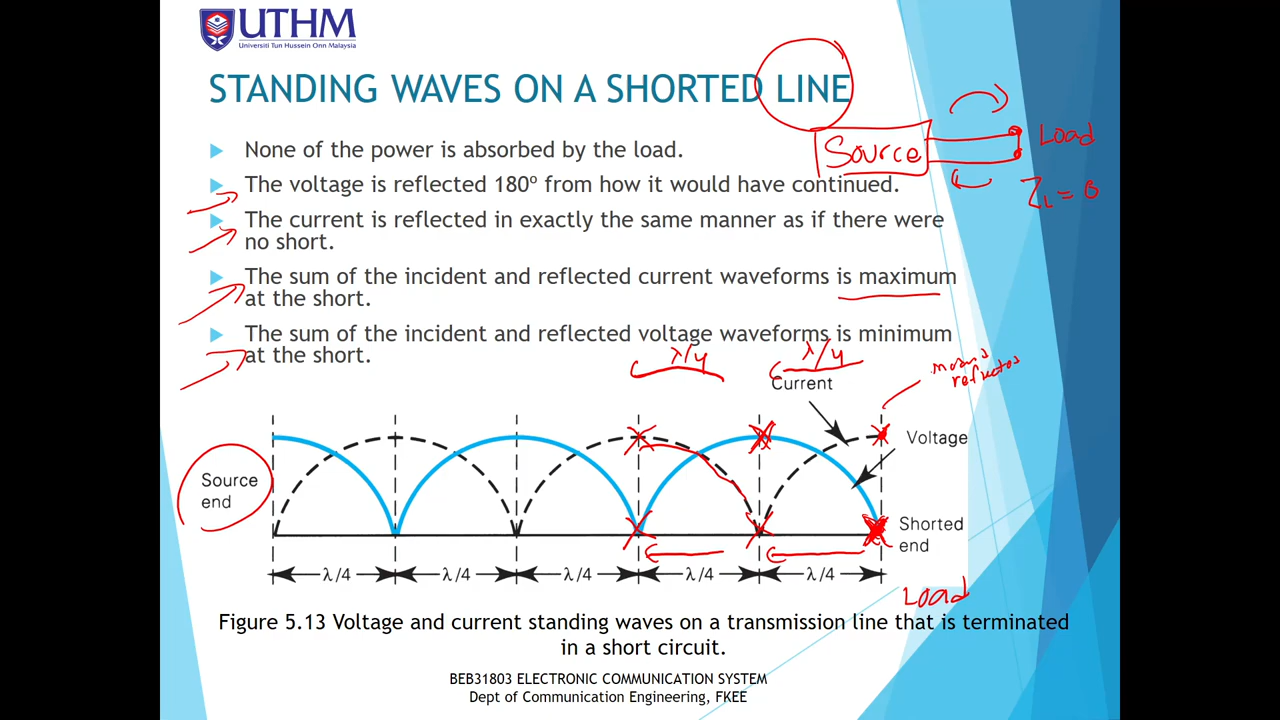 UTHM
Universiti Tun Hussein Onn Malaysia
STANDING WAVES ON A SHORTED LINE
None of the power is absorbed by the load.
The voltage is reflected 180º from how it would have continued.
The current is reflected in exactly the same manner as if there were
no short.
The sum of the incident and reflected current waveforms is maximum
at the short.
The sum of the incident and reflected voltage waveforms is minimum
at the short.
Source
Load
Z_L = 0
λ/4
λ/4
Current
Voltage
Source
end
Shorted
end
λ/4
λ/4
λ/4
λ/4
λ/4
Load
Figure 5.13 Voltage and current standing waves on a transmission line that is terminated
in a short circuit.
BEB31803 ELECTRONIC COMMUNICATION SYSTEM
Dept of Communication Engineering, FKEE